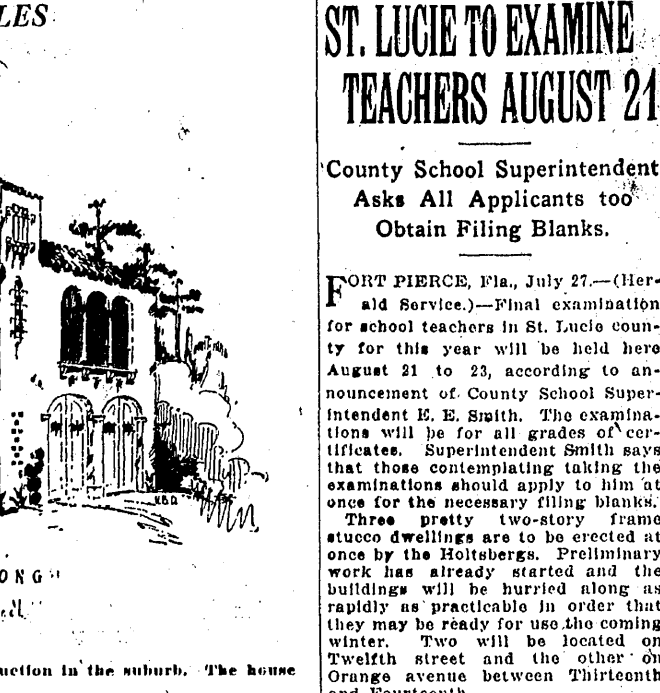 LES
KBR
ONG
uction in the suburb. The house
ST. LUCIE TO EXAMINE
TEACHERS AUGUST 21
County School Superintendent
Asks All Applicants too
Obtain Filing Blanks.
FORT PIERCE, Fla., July 27.—(Her-
ald Service.)—Final examination
for school teachers in St. Lucie coun-
ty for this year will be held here
August 21 to 23, according to an-
nouncement of County School Super-
intendent E. E. Smith. The examina-
tions will be for all grades of cer-
tificates. Superintendent Smith says
that those contemplating taking the
examinations should apply to him at
once for the necessary filing blanks.
Three pretty two-story frame
stucco dwellings are to be erected at
once by the Holtsbergs. Preliminary
work has already started and the
buildings will be hurried along as
rapidly as practicable in order that
they may be ready for use the coming
winter. Two will be located on
Twelfth street and the other on
Orange avenue between Thirteenth
and Fourteenth